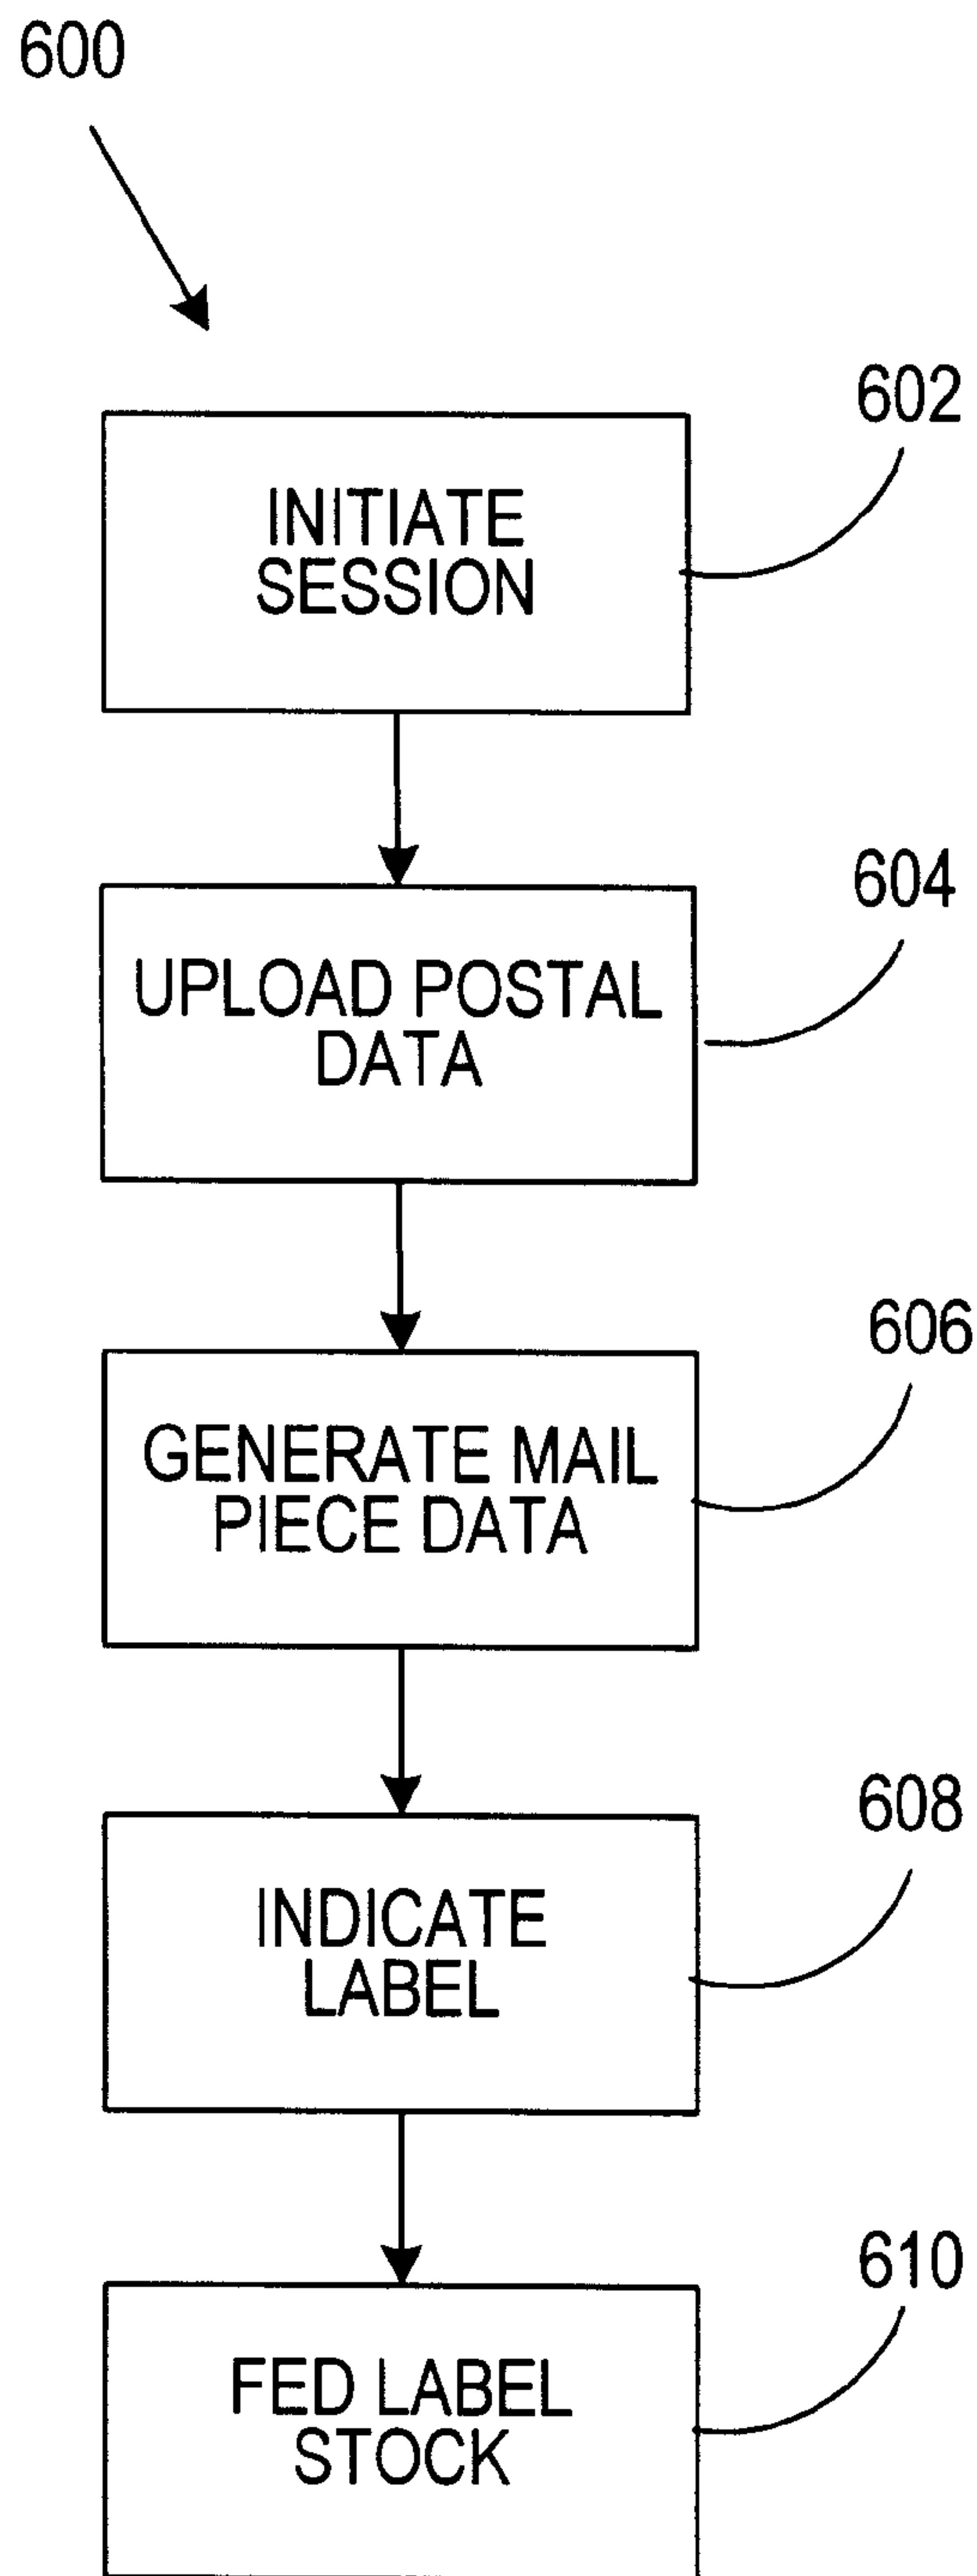 600
602
INITIATE
SESSION
604
UPLOAD POSTAL
DATA
606
GENERATE MAIL
PIECE DATA
608
INDICATE
LABEL
610
FED LABEL
STOCK